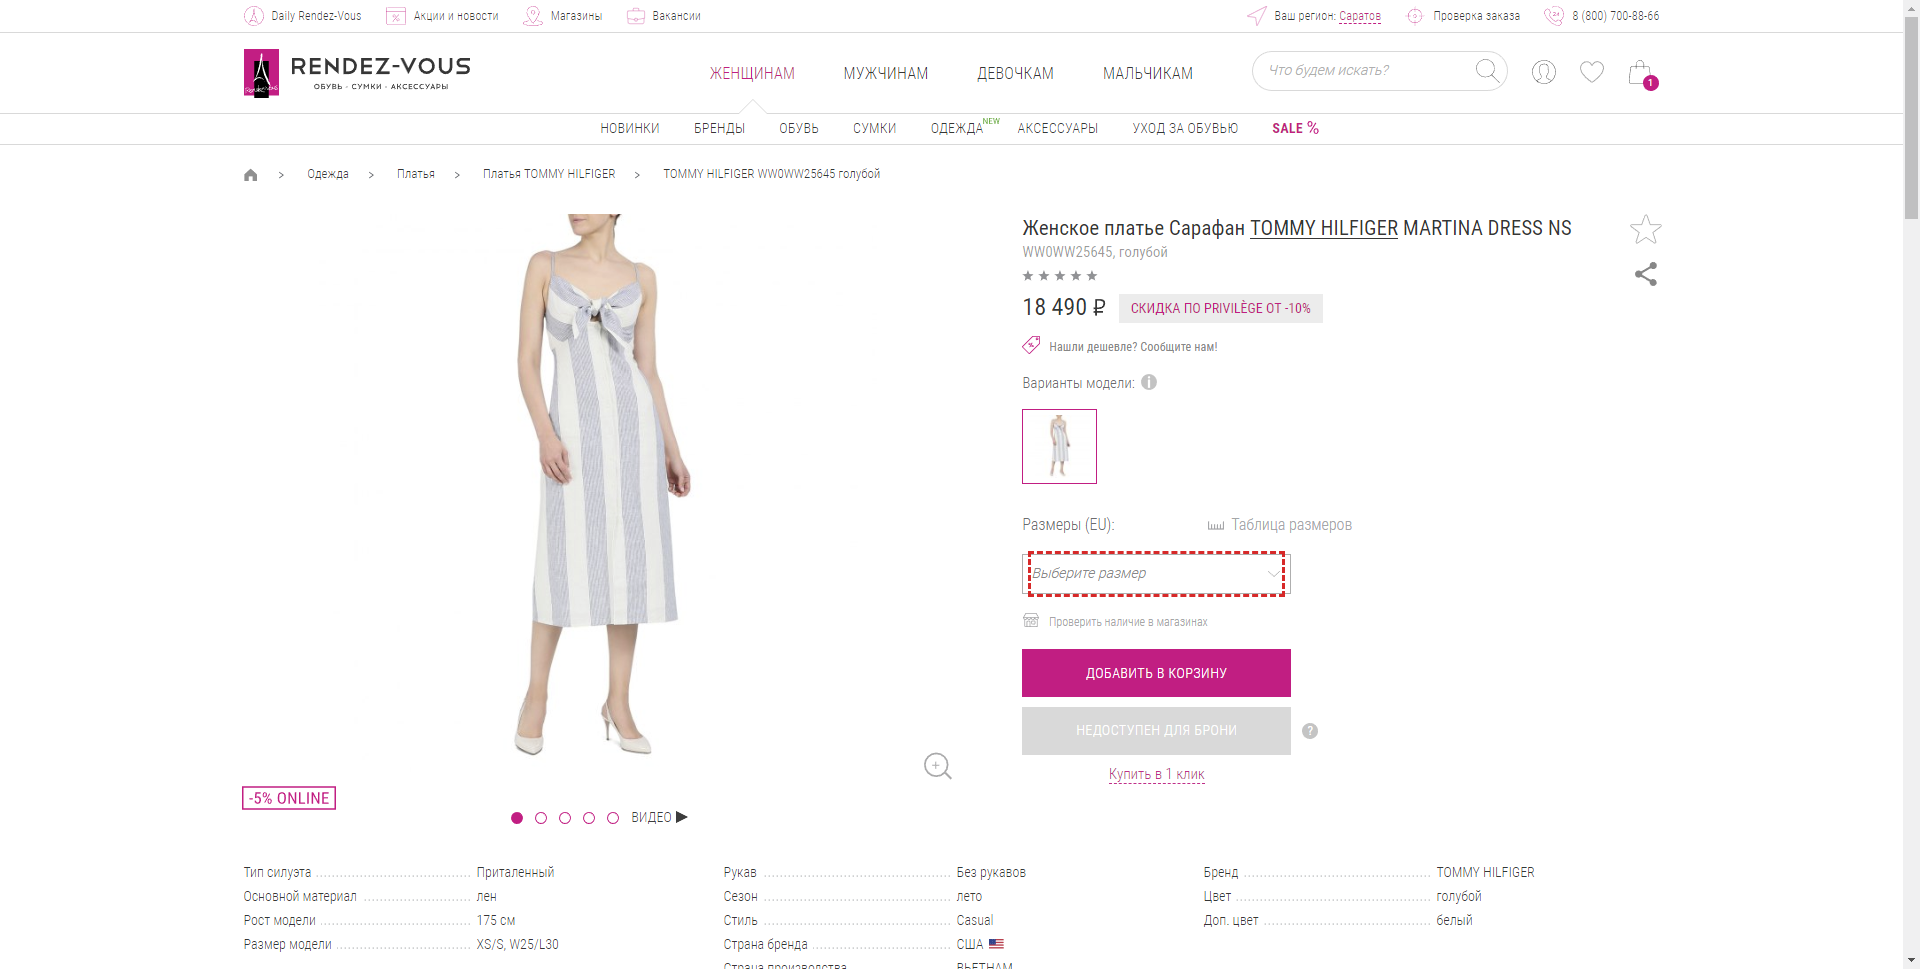 Daily Rendez-Vous
Акции и новости
Магазины
Вакансии
Ваш регион: Саратов
Проверка заказа
8 (800) 700-88-66
RENDEZ-VOUS
ОБУВЬ · СУМКИ · АКСЕССУАРЫ
ЖЕНЩИНАМ
МУЖЧИНАМ
ДЕВОЧКАМ
МАЛЬЧИКАМ
Что будем искать?
1
НОВИНКИ
БРЕНДЫ
ОБУВЬ
СУМКИ
ОДЕЖДА NEW
АКСЕССУАРЫ
УХОД ЗА ОБУВЬЮ
SALE %
> Одежда > Платья > Платья TOMMY HILFIGER > TOMMY HILFIGER WW0WW25645 голубой
Женское платье Сарафан TOMMY HILFIGER MARTINA DRESS NS
WW0WW25645, голубой
18 490 ₽
СКИДКА ПО PRIVILÈGE ОТ -10%
Нашли дешевле? Сообщите нам!
Варианты модели:
Размеры (EU):
Таблица размеров
Выберите размер
Проверить наличие в магазинах
ДОБАВИТЬ В КОРЗИНУ
НЕДОСТУПЕН ДЛЯ БРОНИ
?
Купить в 1 клик
-5% ONLINE
ВИДЕО
Тип силуэта Приталенный
Основной материал лен
Рост модели 175 см
Размер модели XS/S, W25/L30
Рукав Без рукавов
Сезон лето
Стиль Casual
Страна бренда США
Страна производства ВЬЕТНАМ
Бренд TOMMY HILFIGER
Цвет голубой
Доп. цвет белый